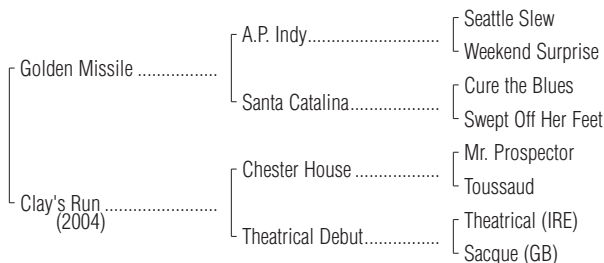 Seattle Slew
A.P. Indy
Weekend Surprise
Golden Missile
Cure the Blues
Santa Catalina
Swept Off Her Feet
Mr. Prospector
Chester House
Toussaud
Clay's Run
(2004)
Theatrical (IRE)
Theatrical Debut
Sacque (GB)